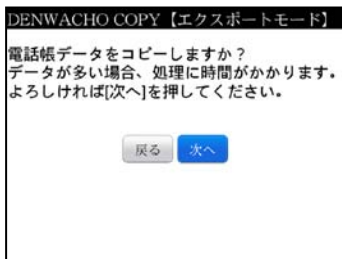 DENWACHO COPY【エクスポートモード】
電話帳データをコピーしますか？
データが多い場合、処理に時間がかかります。
よろしければ[次へ]を押してください。
戻る 次へ